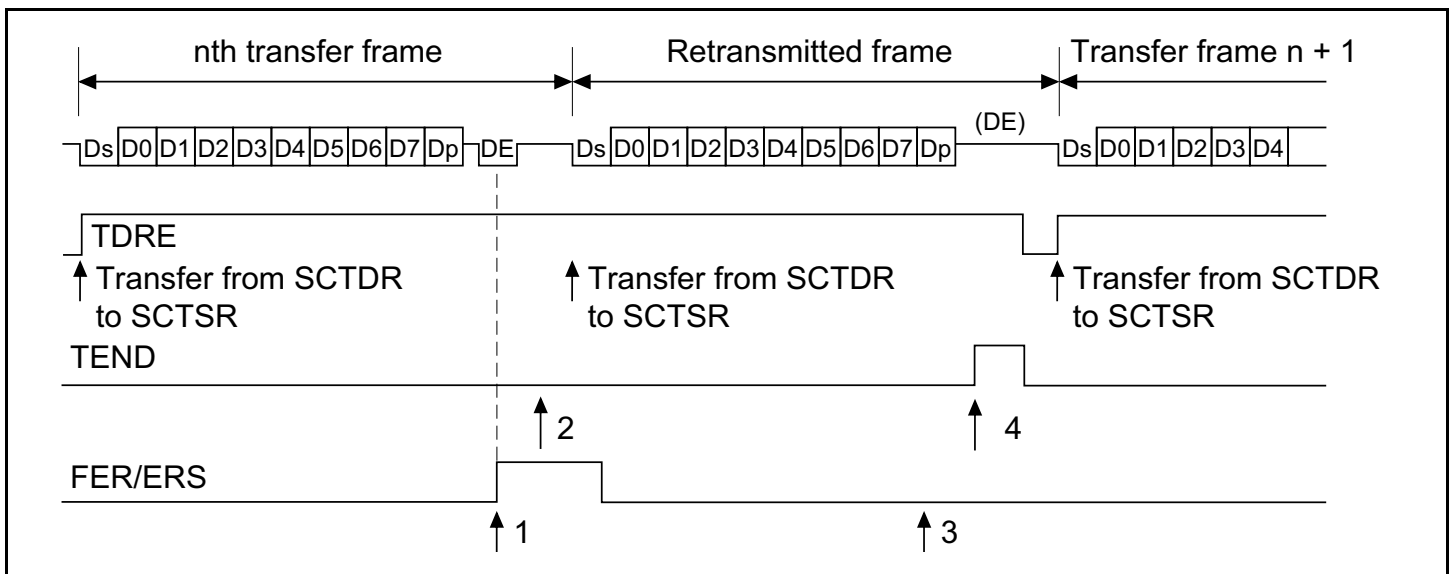 nth transfer frame Retransmitted frame Transfer frame n + 1
(DE)
Ds D0 D1 D2 D3 D4 D5 D6 D7 Dp DE Ds D0 D1 D2 D3 D4 D5 D6 D7 Dp Ds D0 D1 D2 D3 D4
TDRE
Transfer from SCTDR Transfer from SCTDR Transfer from SCTDR
to SCTSR to SCTSR to SCTSR
TEND
2 4
FER/ERS
1 3